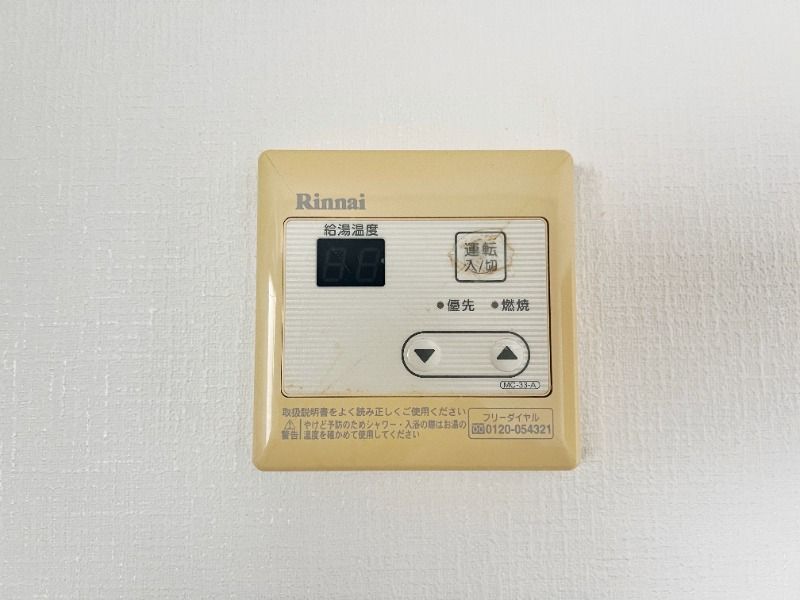 Rinnai
給湯温度
運転
入/切
優先
燃焼
MC-33-A
取扱説明書をよく読み正しくご使用ください
警告
やけど予防のためシャワー・入浴の際はお湯の
温度を確かめて使用してください
フリーダイヤル
0120-054321